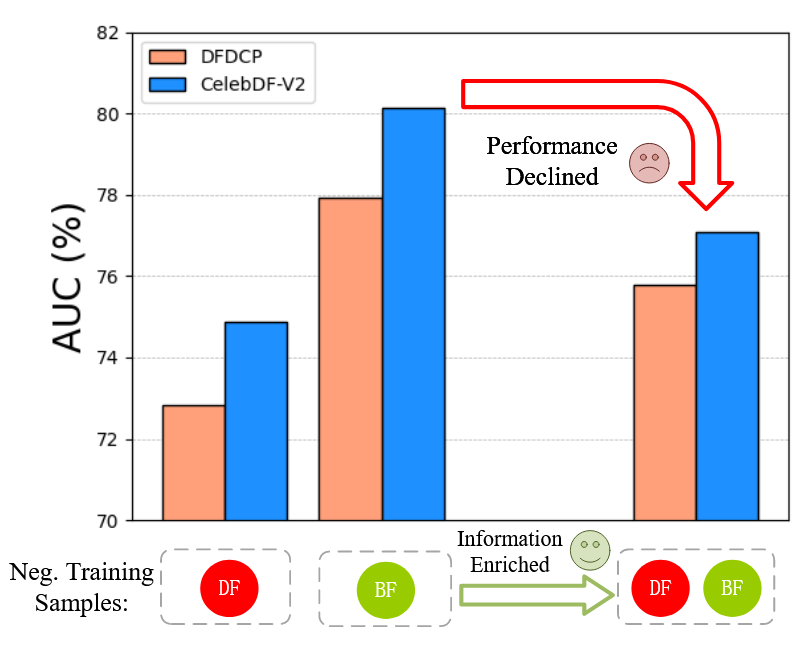 82
80
78
76
74
72
70
AUC (%)
DFDCP
CelebDF-V2
Performance
Declined
Information
Enriched
Neg. Training
Samples:
DF
BF
DF
BF